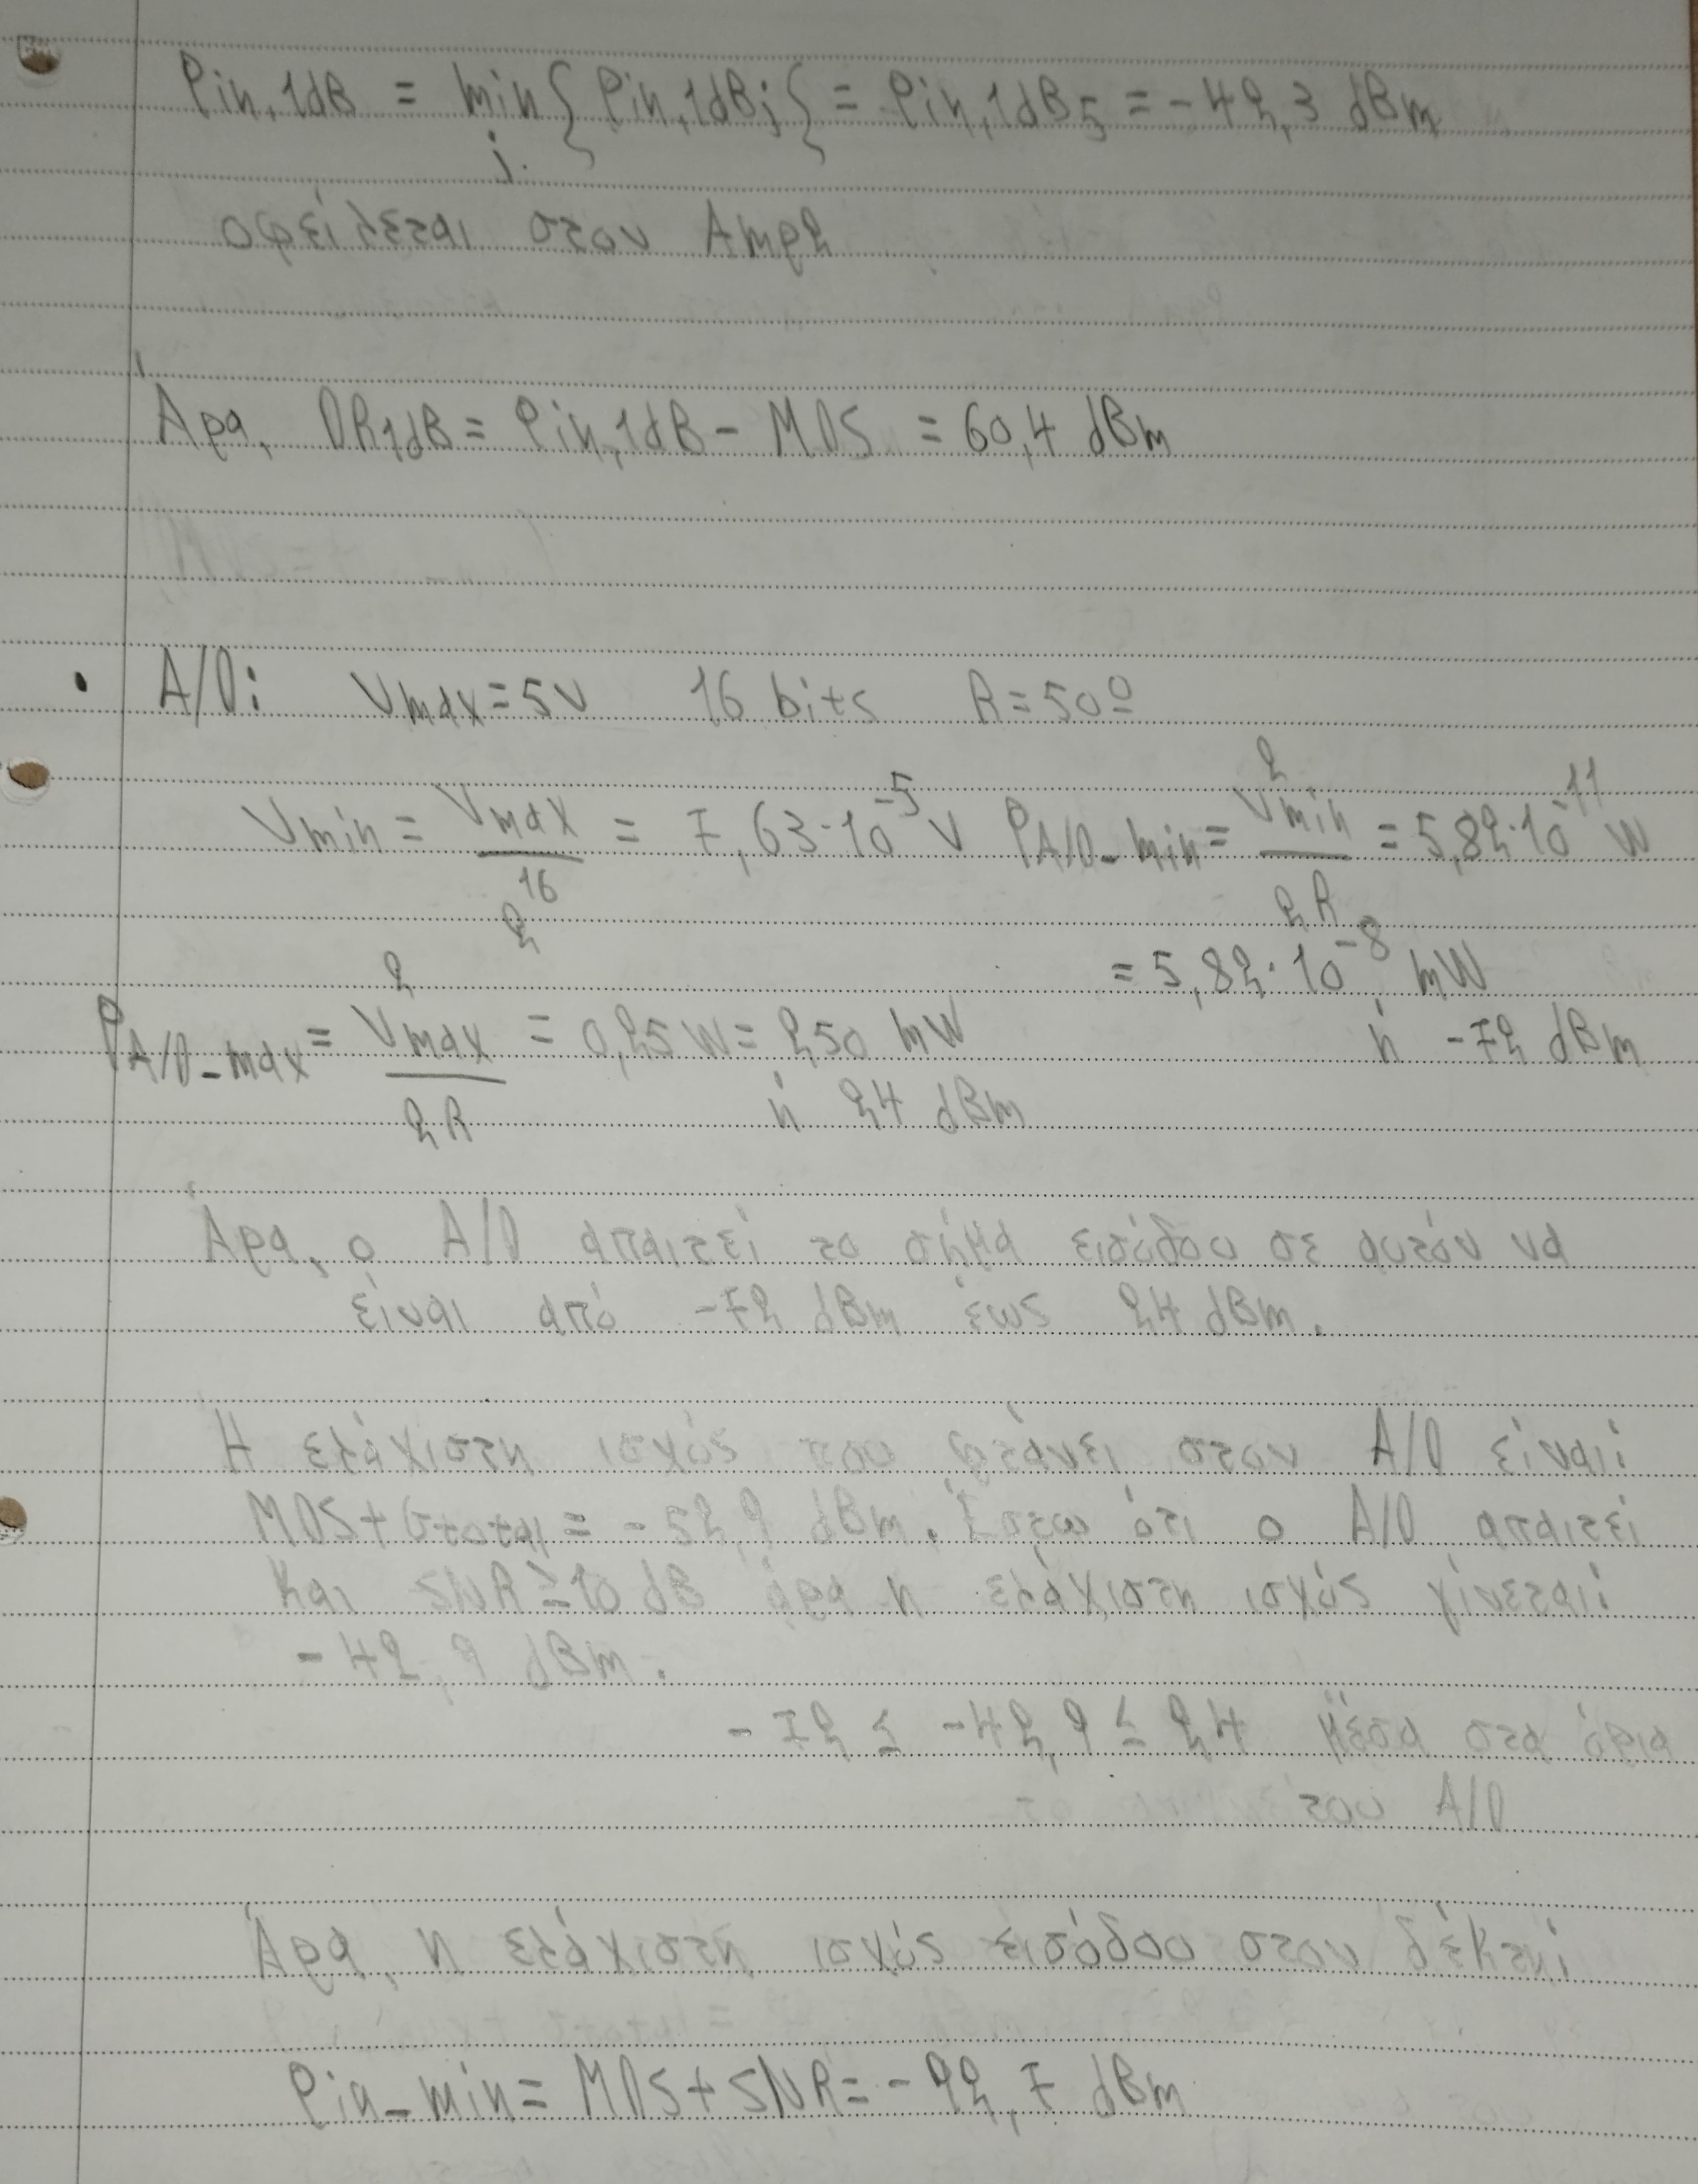 Pin,1dB = min{Pin,1dBj} = Pin,1dB5 = -42,3 dBm
j
οφείλεται στον Amp2
Άρα, DR1dB = Pin,1dB - MDS = 60,4 dBm
• A/D: Vmax = 5V 16 bits R = 50Ω
Vmin = Vmax/2^16 = 7,63·10^-5 V PA/D-min = Vmin^2/2R = 5,82·10^-11 W
= 5,82·10^-8 mW
ή -72 dBm
PA/D-max = Vmax^2/2R = 0,25 W = 250 mW
ή 24 dBm
Άρα, ο A/D απαιτεί το σήμα εισόδου σε αυτόν να
είναι από -72 dBm έως 24 dBm.
Η ελάχιστη ισχύς που φτάνει στον A/D είναι:
MDS + Gtotal = -52,9 dBm. Έστω ότι ο A/D απαιτεί
και SNR ≥ 10 dB άρα η ελάχιστη ισχύς γίνεται:
-42,9 dBm.
-72 ≤ -42,9 ≤ 24 μέσα στα όρια
του A/D
Άρα, η ελάχιστη ισχύς εισόδου στον δέκτη:
Pin-min = MDS + SNR = -92,7 dBm